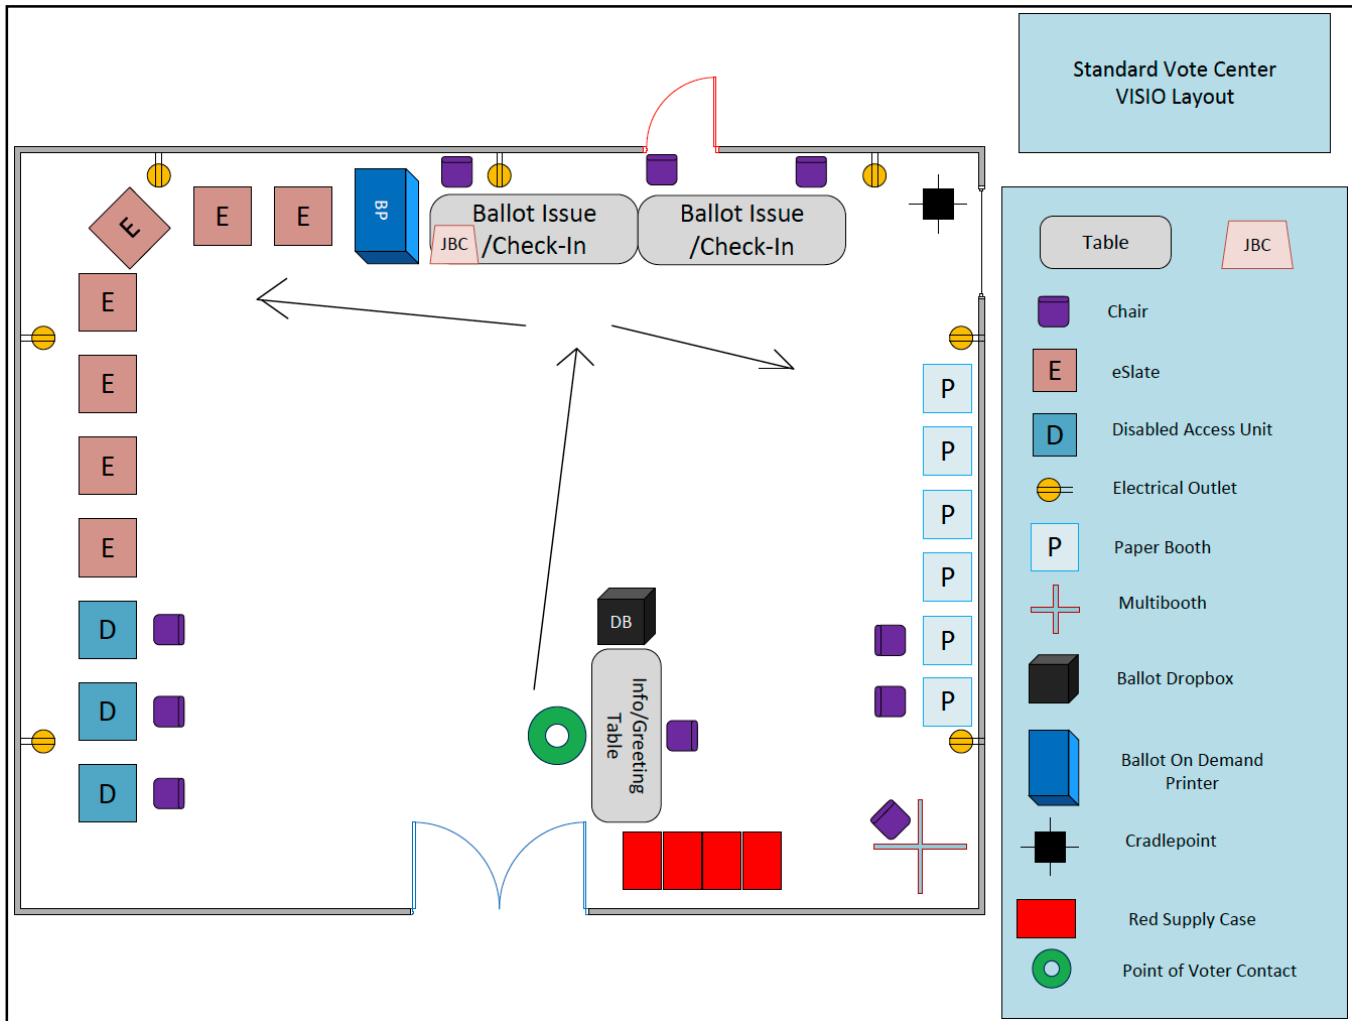 Standard Vote Center
VISIO Layout
E
E
E
BP
Ballot Issue
/Check-In
JBC
Ballot Issue
/Check-In
E
E
E
E
D
D
D
P
P
P
P
P
P
DB
Info/Greeting
Table
Table
JBC
Chair
E
eSlate
D
Disabled Access Unit
Electrical Outlet
P
Paper Booth
Multibooth
Ballot Dropbox
Ballot On Demand
Printer
Cradlepoint
Red Supply Case
Point of Voter Contact